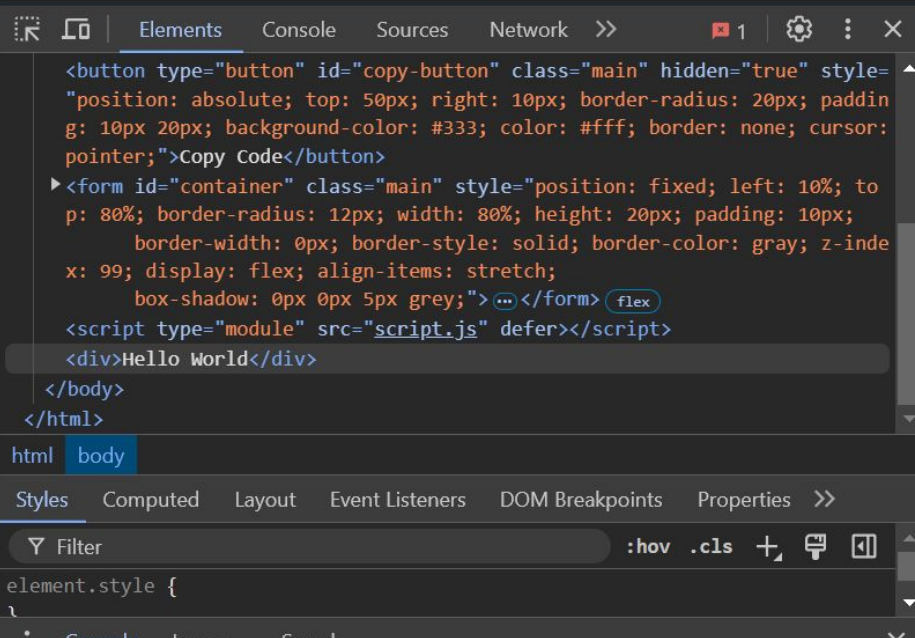 Elements Console Sources Network 1
<button type="button" id="copy-button" class="main" hidden="true" style=
"position: absolute; top: 50px; right: 10px; border-radius: 20px; paddin
g: 10px 20px; background-color: #333; color: #fff; border: none; cursor:
pointer;">Copy Code</button>
<form id="container" class="main" style="position: fixed; left: 10%; to
p: 80%; border-radius: 12px; width: 80%; height: 20px; padding: 10px;
border-width: 0px; border-style: solid; border-color: gray; z-inde
x: 99; display: flex; align-items: stretch;
box-shadow: 0px 0px 5px grey;">…</form> flex
<script type="module" src="script.js" defer></script>
<div>Hello World</div>
</body>
</html>
html body
Styles Computed Layout Event Listeners DOM Breakpoints Properties
Filter :hov .cls
element.style {
}